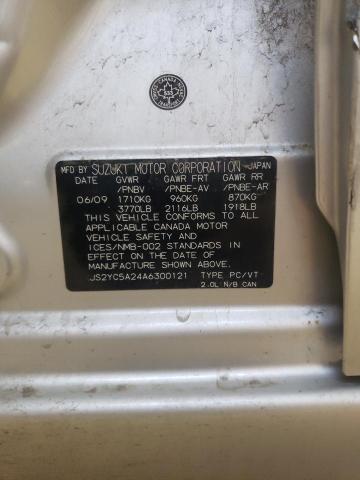 CANADA
TRANSPORT
MFD BY SUZUKI MOTOR CORPORATION -JAPAN
DATE GVWR GAWR FRT GAWR RR
/PNBV /PNBE-AV /PNBE-AR
06/09 1710KG 960KG 870KG
3770LB 2116LB 1918LB
THIS VEHICLE CONFORMS TO ALL
APPLICABLE CANADA MOTOR
VEHICLE SAFETY AND
ICES/NMB-002 STANDARDS IN
EFFECT ON THE DATE OF
MANUFACTURE SHOWN ABOVE.
JS2YC5A24A6300121 TYPE PC/VT
2.0L N/B CAN